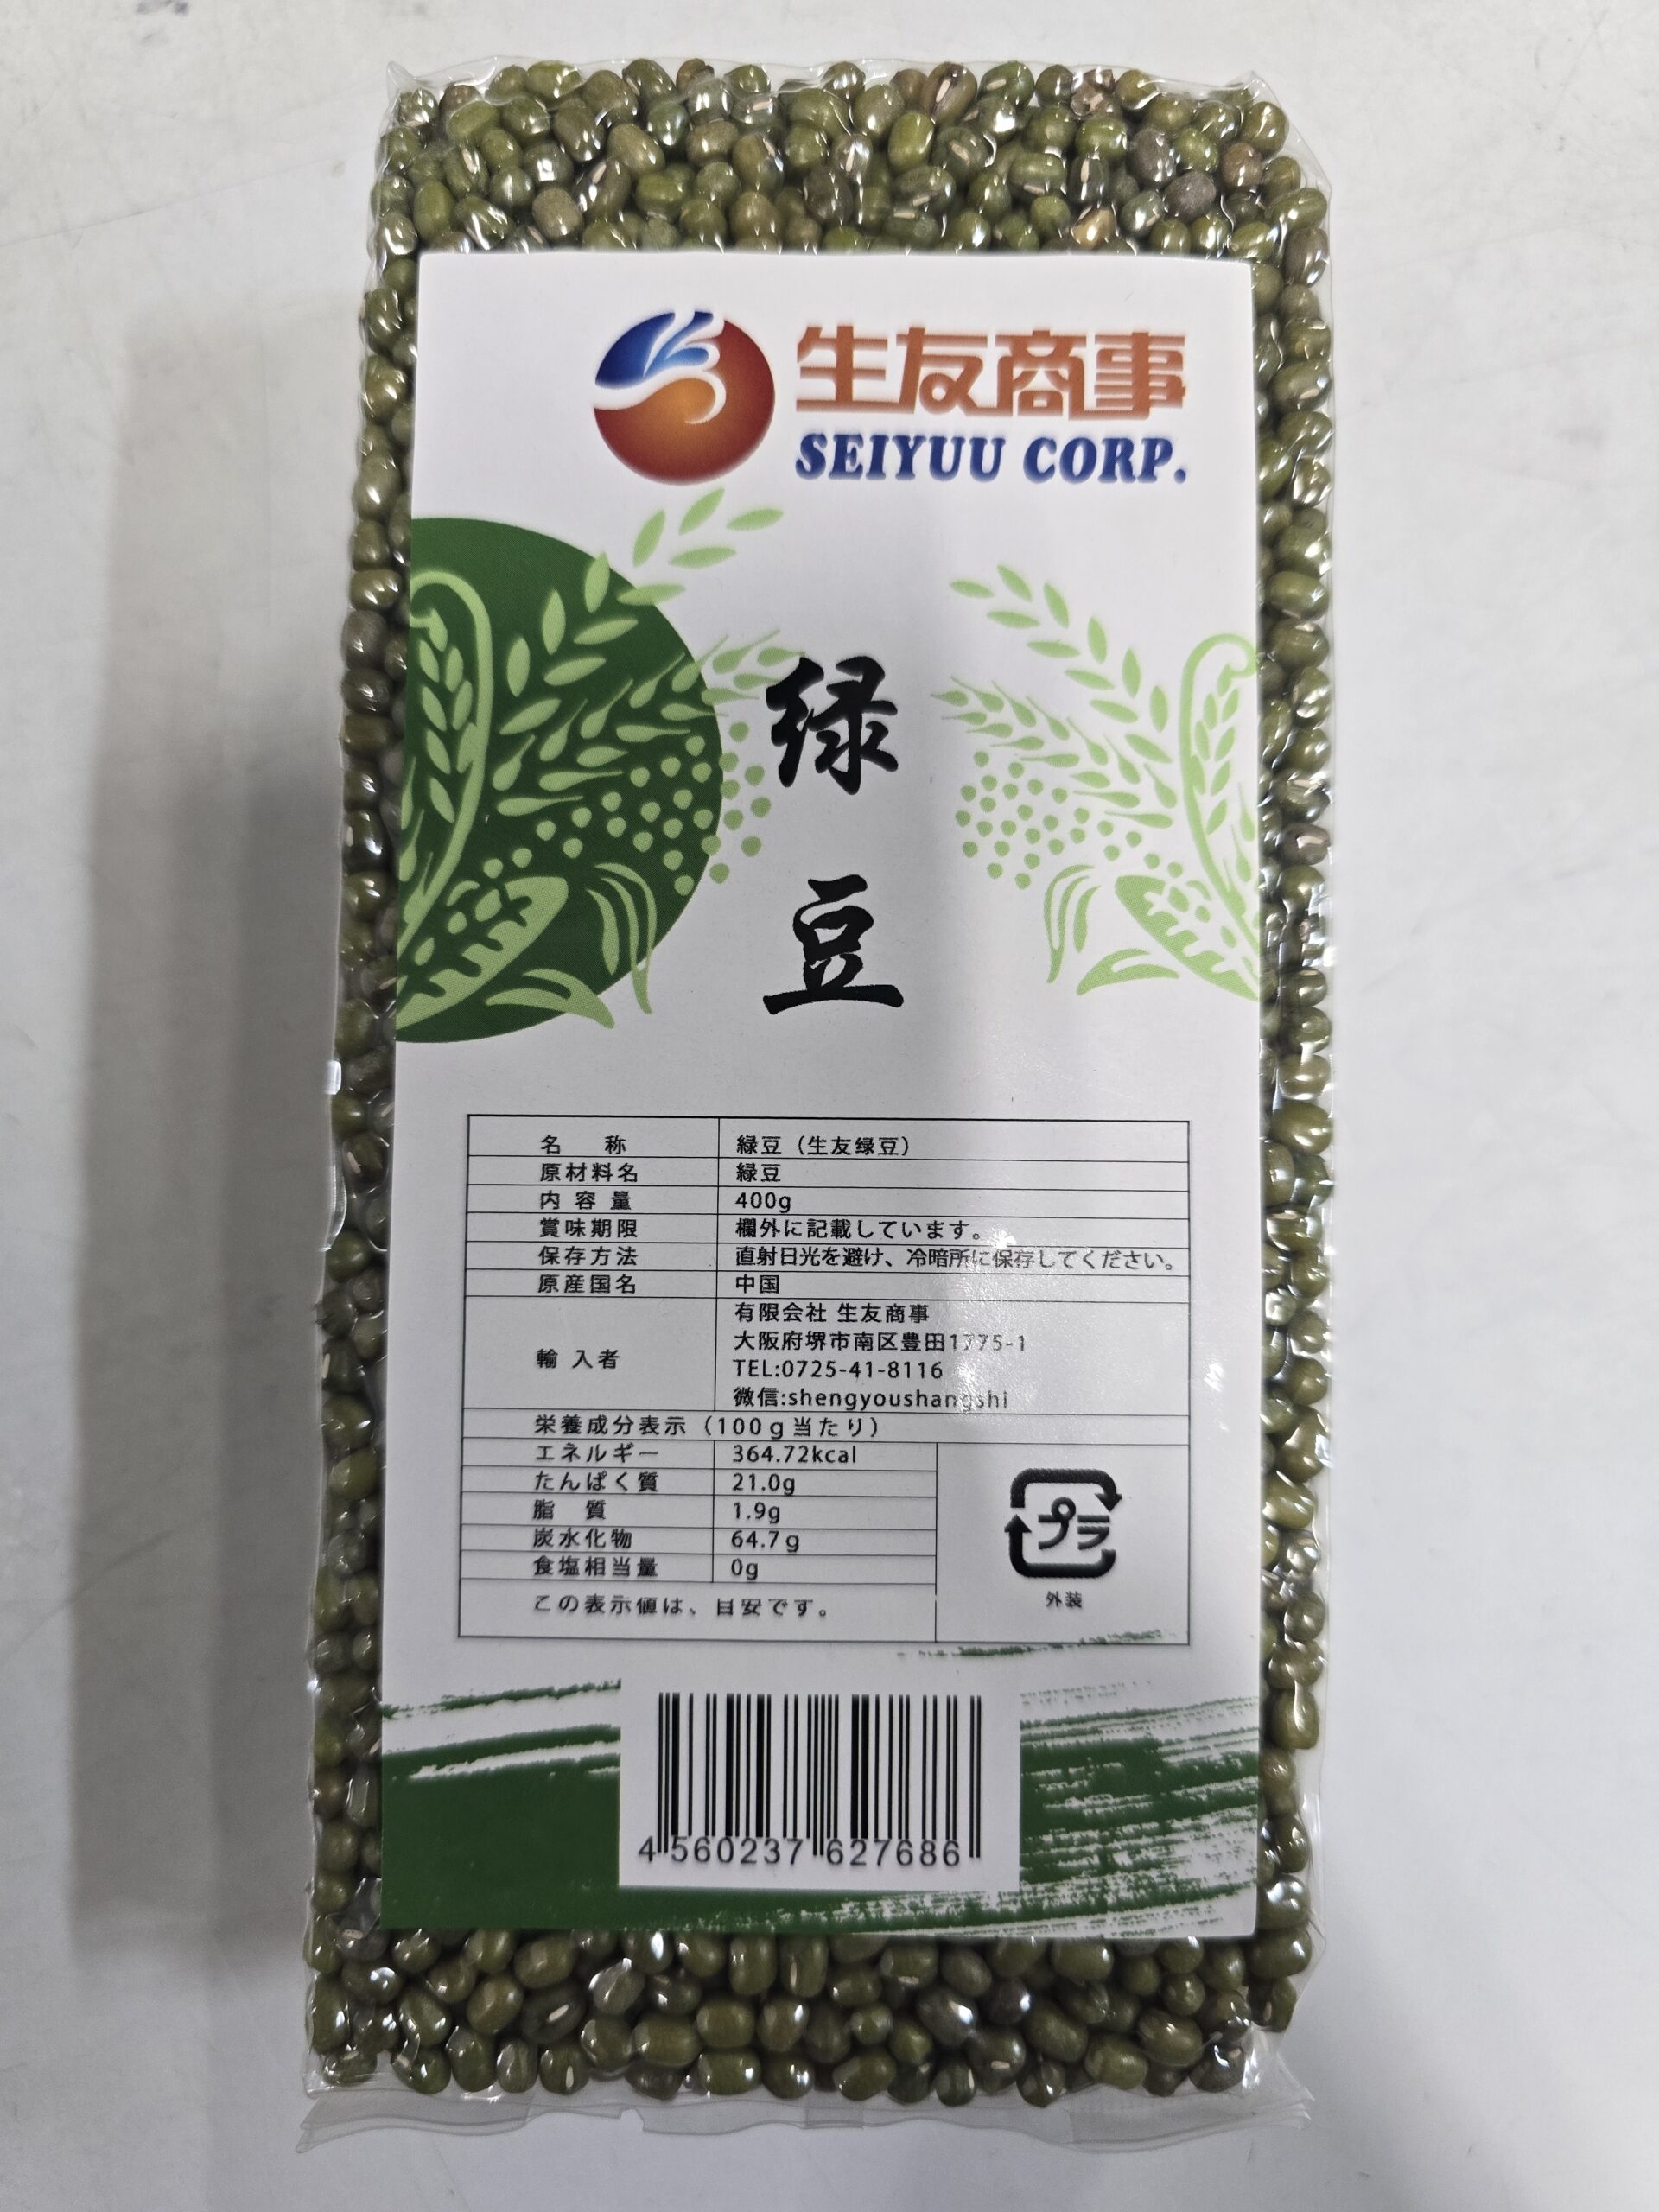 生友商事
SEIYUU CORP.
绿
豆
名 称 緑豆（生友绿豆）
原材料名 緑豆
内容量 400g
賞味期限 欄外に記載しています。
保存方法 直射日光を避け、冷暗所に保存してください。
原産国名 中国
輸入者 有限会社 生友商事
大阪府堺市南区豊田1775-1
TEL:0725-41-8116
微信:shengyoushangshi
栄養成分表示（100g当たり）
エネルギー 364.72kcal
たんぱく質 21.0g
脂 質 1.9g
炭水化物 64.7g
食塩相当量 0g
この表示値は、目安です。
プラ
外装
4 560237 627686